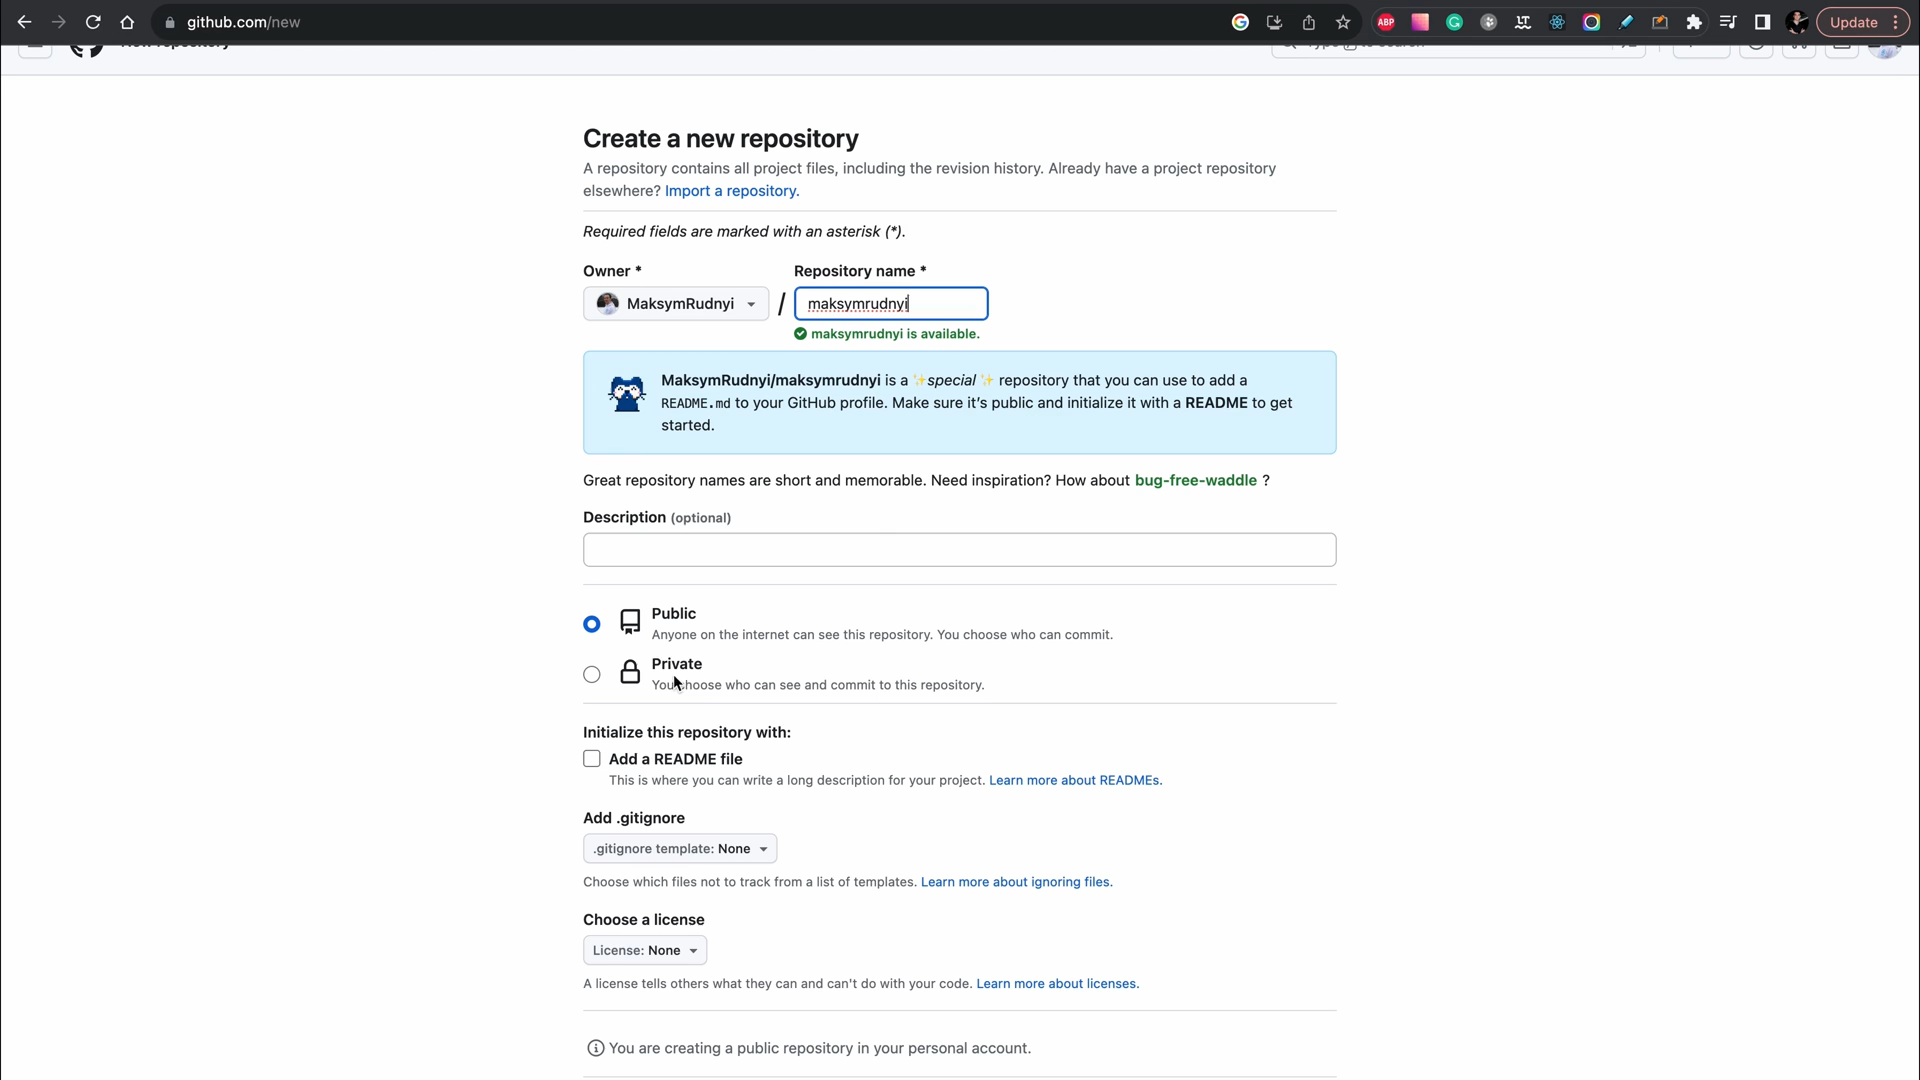 github.com/new
ABP
Update
New repository
Create a new repository
A repository contains all project files, including the revision history. Already have a project repository
elsewhere? Import a repository.
Required fields are marked with an asterisk (*).
Owner *
Repository name *
MaksymRudnyi
/
maksymrudnyi
maksymrudnyi is available.
MaksymRudnyi/maksymrudnyi is a ✨special✨ repository that you can use to add a
README.md to your GitHub profile. Make sure it’s public and initialize it with a README to get
started.
Great repository names are short and memorable. Need inspiration? How about bug-free-waddle ?
Description (optional)
Public
Anyone on the internet can see this repository. You choose who can commit.
Private
You choose who can see and commit to this repository.
Initialize this repository with:
Add a README file
This is where you can write a long description for your project. Learn more about READMEs.
Add .gitignore
.gitignore template: None
Choose which files not to track from a list of templates. Learn more about ignoring files.
Choose a license
License: None
A license tells others what they can and can't do with your code. Learn more about licenses.
You are creating a public repository in your personal account.